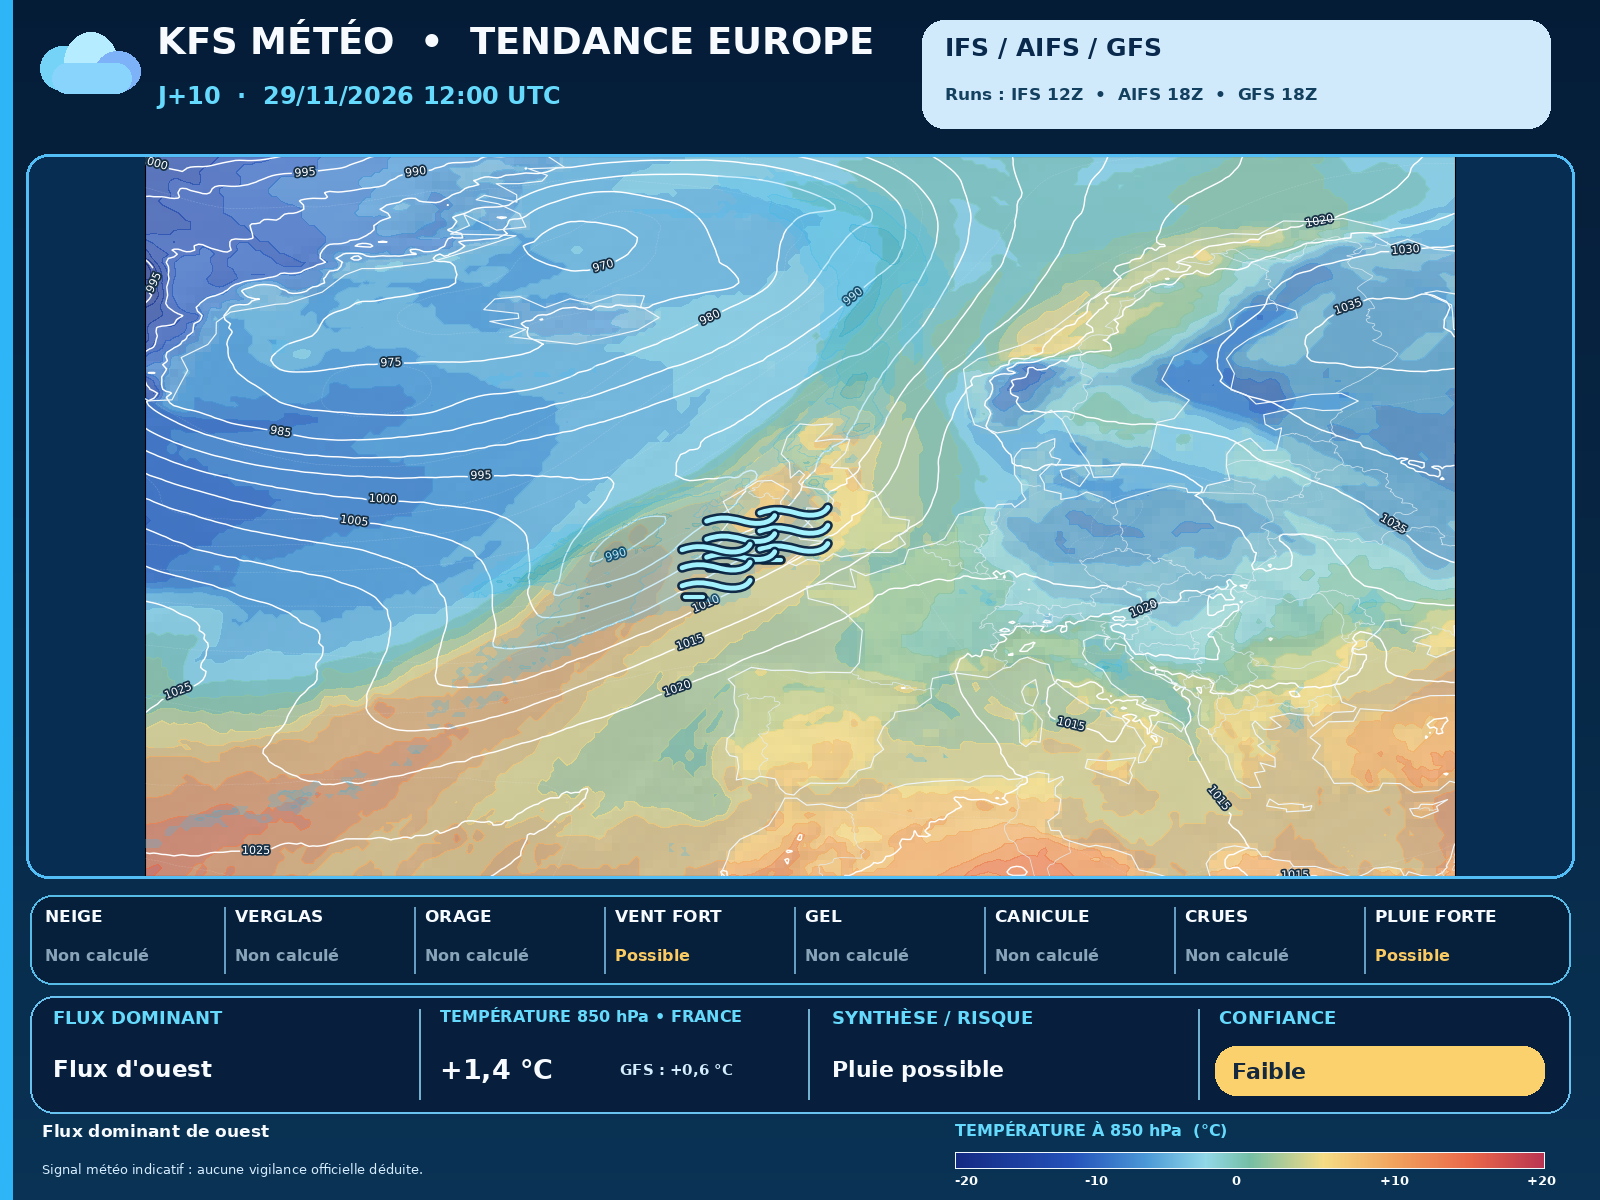 KFS MÉTÉO • TENDANCE EUROPE
J+10 · 29/11/2026 12:00 UTC
IFS / AIFS / GFS
Runs : IFS 12Z • AIFS 18Z • GFS 18Z
000
995
990
1020
1030
995
970
990
1035
980
975
985
995
1000
1005
1025
990
1010
1020
1015
1025
1020
1015
1015
1025
1015
NEIGE
Non calculé
VERGLAS
Non calculé
ORAGE
Non calculé
VENT FORT
Possible
GEL
Non calculé
CANICULE
Non calculé
CRUES
Non calculé
PLUIE FORTE
Possible
FLUX DOMINANT
Flux d'ouest
TEMPÉRATURE 850 hPa • FRANCE
+1,4 °C
GFS : +0,6 °C
SYNTHÈSE / RISQUE
Pluie possible
CONFIANCE
Faible
Flux dominant de ouest
Signal météo indicatif : aucune vigilance officielle déduite.
TEMPÉRATURE À 850 hPa (°C)
-20 -10 0 +10 +20